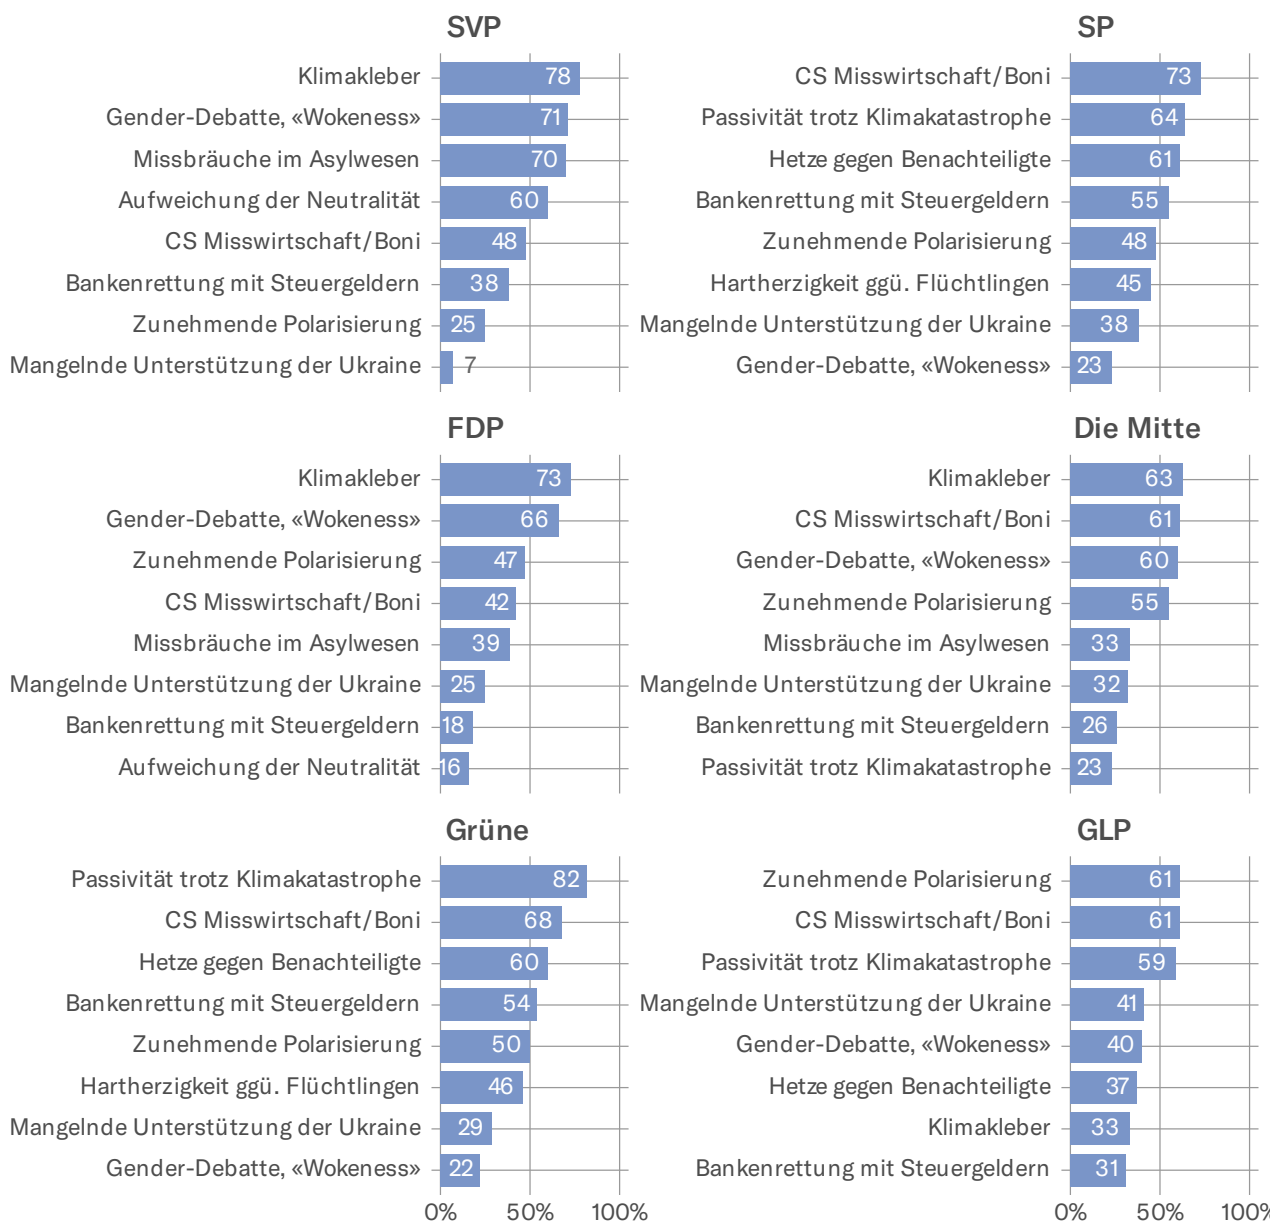 SVP
Klimakleber 78
Gender-Debatte, «Wokeness» 71
Missbräuche im Asylwesen 70
Aufweichung der Neutralität 60
CS Misswirtschaft/Boni 48
Bankenrettung mit Steuergeldern 38
Zunehmende Polarisierung 25
Mangelnde Unterstützung der Ukraine 7
SP
CS Misswirtschaft/Boni 73
Passivität trotz Klimakatastrophe 64
Hetze gegen Benachteiligte 61
Bankenrettung mit Steuergeldern 55
Zunehmende Polarisierung 48
Hartherzigkeit ggü. Flüchtlingen 45
Mangelnde Unterstützung der Ukraine 38
Gender-Debatte, «Wokeness» 23
FDP
Klimakleber 73
Gender-Debatte, «Wokeness» 66
Zunehmende Polarisierung 47
CS Misswirtschaft/Boni 42
Missbräuche im Asylwesen 39
Mangelnde Unterstützung der Ukraine 25
Bankenrettung mit Steuergeldern 18
Aufweichung der Neutralität 16
Die Mitte
Klimakleber 63
CS Misswirtschaft/Boni 61
Gender-Debatte, «Wokeness» 60
Zunehmende Polarisierung 55
Missbräuche im Asylwesen 33
Mangelnde Unterstützung der Ukraine 32
Bankenrettung mit Steuergeldern 26
Passivität trotz Klimakatastrophe 23
Grüne
Passivität trotz Klimakatastrophe 82
CS Misswirtschaft/Boni 68
Hetze gegen Benachteiligte 60
Bankenrettung mit Steuergeldern 54
Zunehmende Polarisierung 50
Hartherzigkeit ggü. Flüchtlingen 46
Mangelnde Unterstützung der Ukraine 29
Gender-Debatte, «Wokeness» 22
0% 50% 100%
GLP
Zunehmende Polarisierung 61
CS Misswirtschaft/Boni 61
Passivität trotz Klimakatastrophe 59
Mangelnde Unterstützung der Ukraine 41
Gender-Debatte, «Wokeness» 40
Hetze gegen Benachteiligte 37
Klimakleber 33
Bankenrettung mit Steuergeldern 31
0% 50% 100%